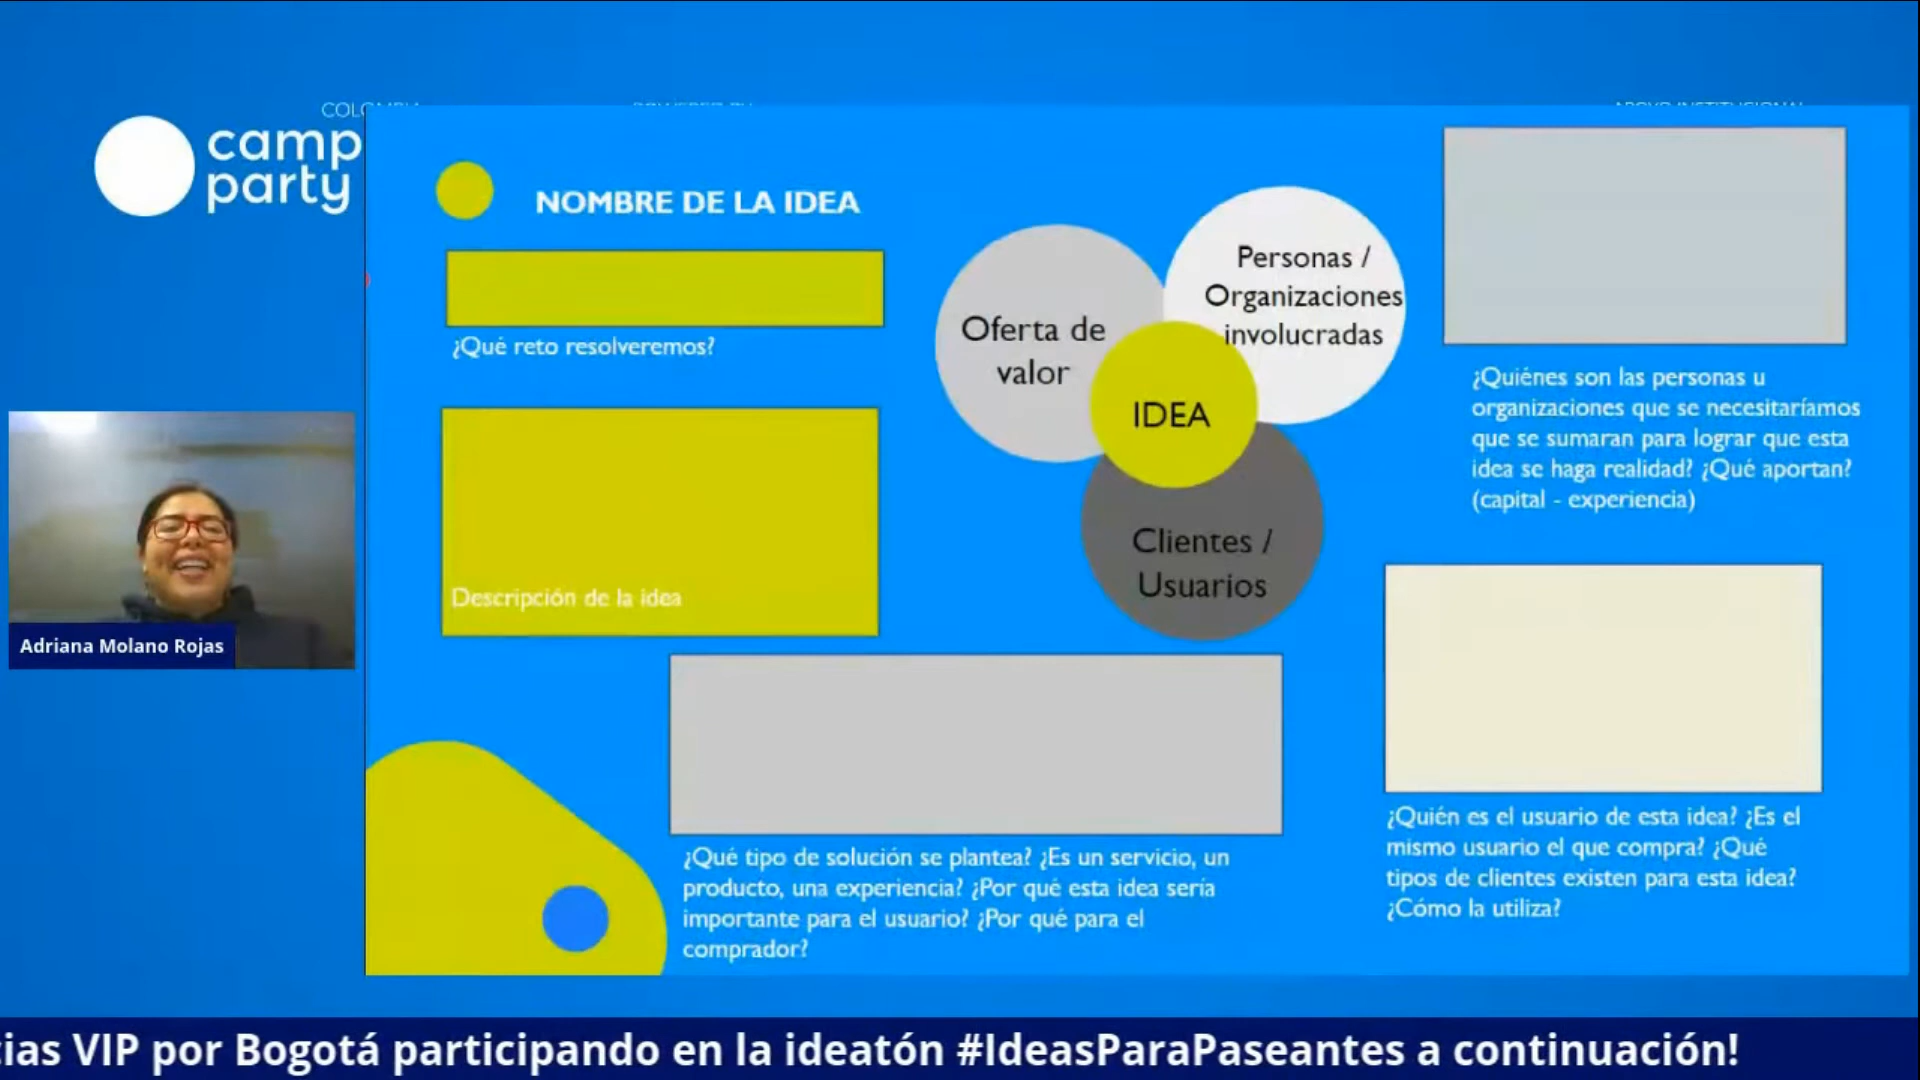 camp
party
NOMBRE DE LA IDEA
¿Qué reto resolveremos?
Descripción de la idea
Oferta de
valor
Personas /
Organizaciones
involucradas
IDEA
Clientes /
Usuarios
¿Quiénes son las personas u
organizaciones que se necesitaríamos
que se sumaran para lograr que esta
idea se haga realidad? ¿Qué aportan?
(capital - experiencia)
¿Qué tipo de solución se plantea? ¿Es un servicio, un
producto, una experiencia? ¿Por qué esta idea sería
importante para el usuario? ¿Por qué para el
comprador?
¿Quién es el usuario de esta idea? ¿Es el
mismo usuario el que compra? ¿Qué
tipos de clientes existen para esta idea?
¿Cómo la utiliza?
Adriana Molano Rojas
VIP por Bogotá participando en la ideatón #IdeasParaPaseantes a continuación!